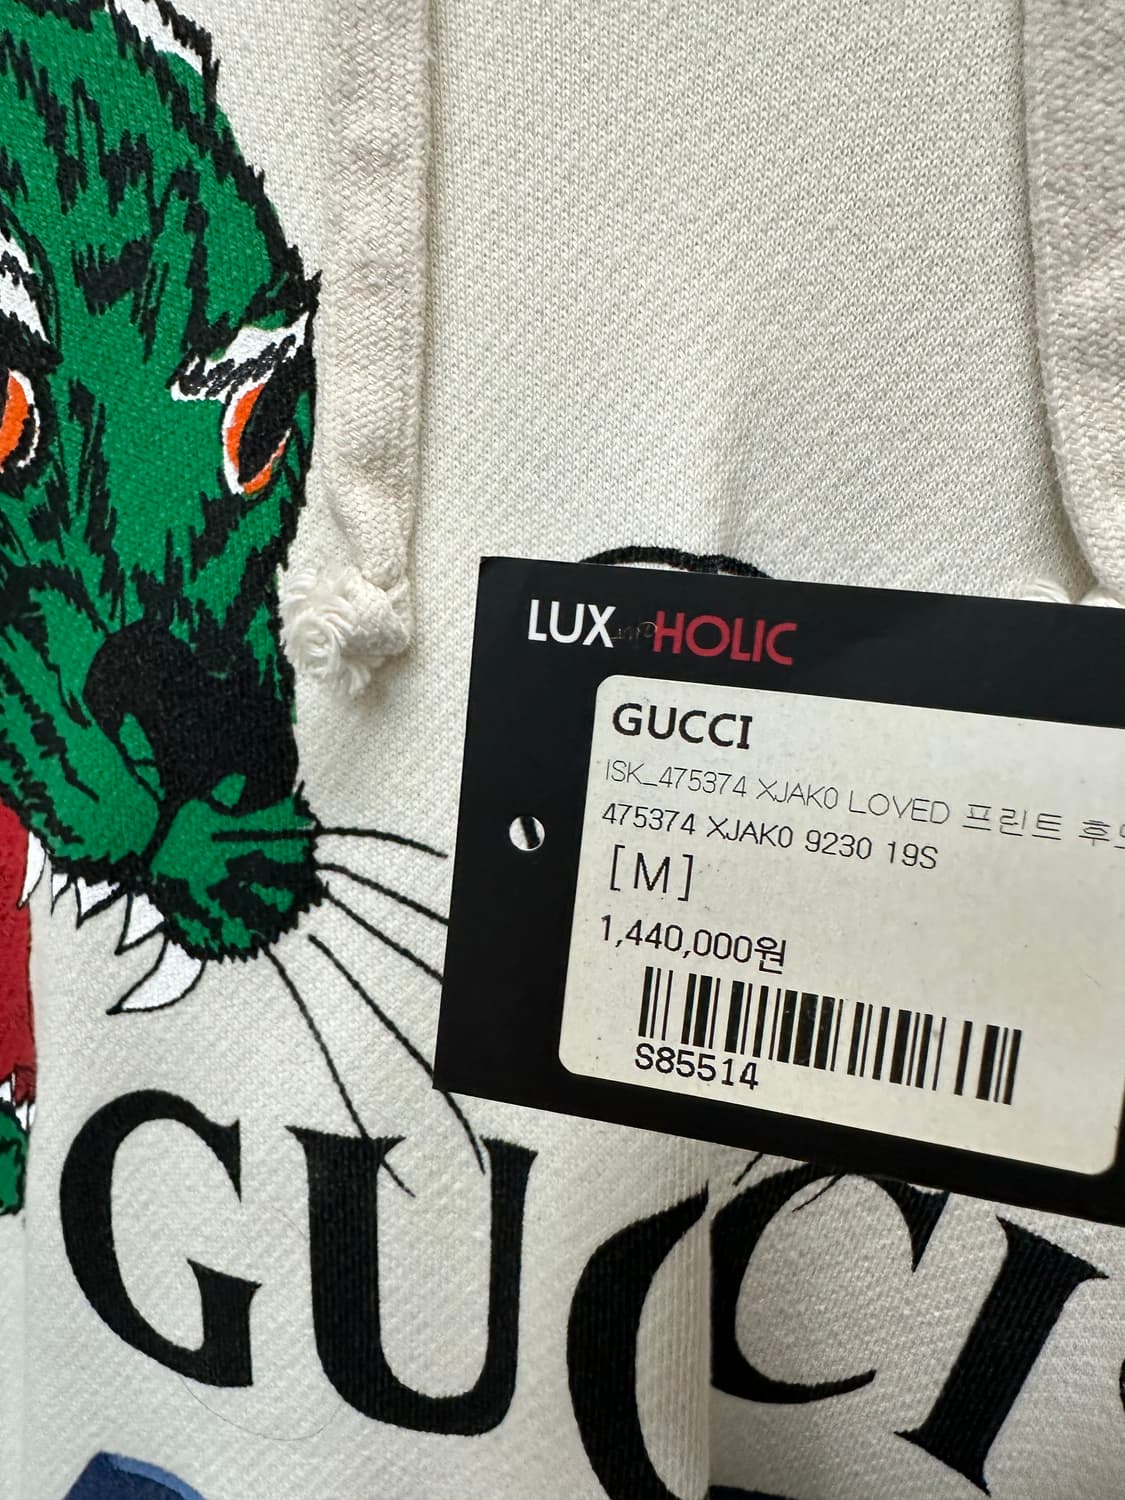 LUX HOLIC
GUCCI
ISK_475374 XJAK0 LOVED 프린트
475374 XJAK0 9230 19S
[M]
1,440,000원
S85514
GUCCI